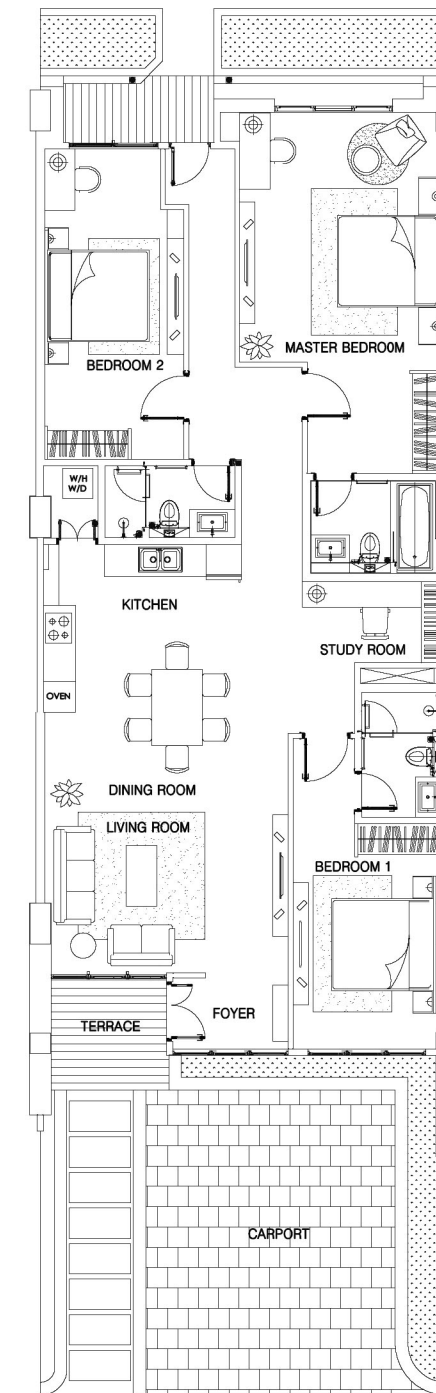 MASTER BEDROOM
BEDROOM 2
W/H
W/D
KITCHEN
STUDY ROOM
OVEN
DINING ROOM
LIVING ROOM
BEDROOM 1
FOYER
TERRACE
CARPORT